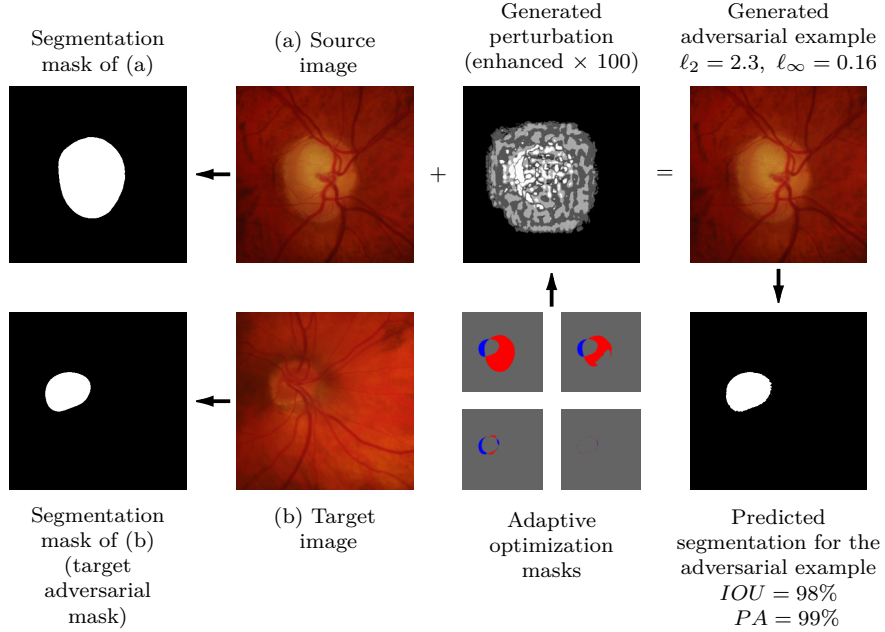 Segmentation
mask of (a)
(a) Source
image
Generated
perturbation
(enhanced × 100)
Generated
adversarial example
ℓ₂ = 2.3, ℓ∞ = 0.16
+
=
Segmentation
mask of (b)
(target
adversarial
mask)
(b) Target
image
Adaptive
optimization
masks
Predicted
segmentation for the
adversarial example
IOU = 98%
PA = 99%